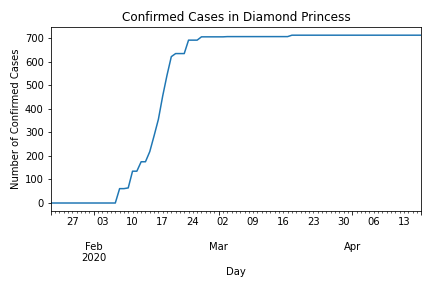 Confirmed Cases in Diamond Princess
Number of Confirmed Cases
700
600
500
400
300
200
100
0
27 03 10 17 24 02 09 16 23 30 06 13
Feb Mar Apr
2020
Day